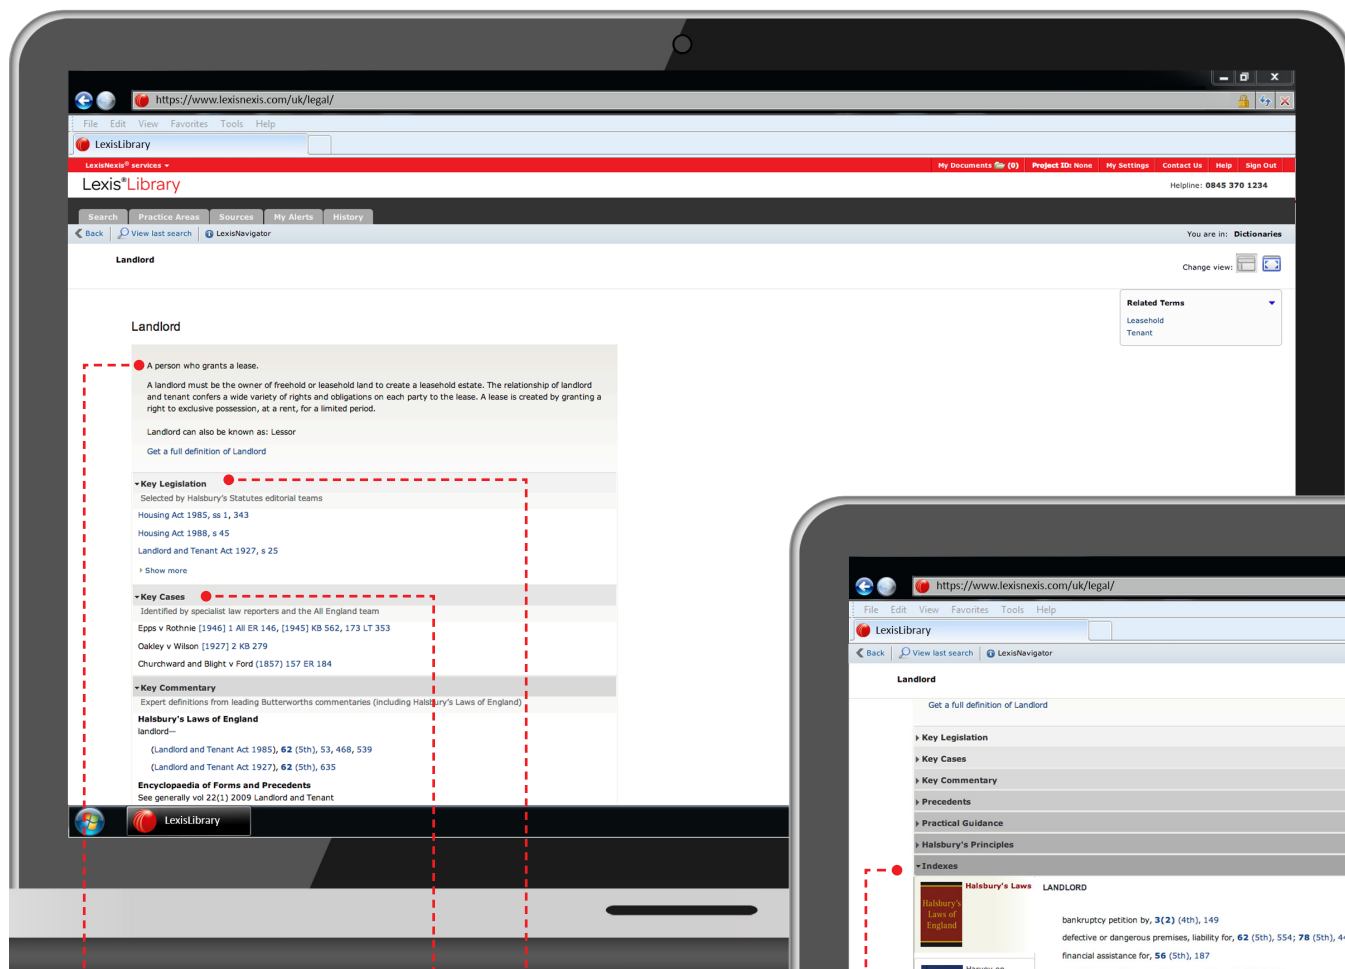 https://www.lexisnexis.com/uk/legal/
File Edit View Favorites Tools Help
LexisLibrary
LexisNexis® services
My Documents (0) Project ID: None My Settings Contact Us Help Sign Out
Lexis®Library
Helpline: 0845 370 1234
Search Practice Areas Sources My Alerts History
Back View last search LexisNavigator
You are in: Dictionaries
Landlord
Change view:
Related Terms
Leasehold
Tenant
Landlord
A person who grants a lease.
A landlord must be the owner of freehold or leasehold land to create a leasehold estate. The relationship of landlord
and tenant confers a wide variety of rights and obligations on each party to the lease. A lease is created by granting a
right to exclusive possession, at a rent, for a limited period.
Landlord can also be known as: Lessor
Get a full definition of Landlord
Key Legislation
Selected by Halsbury's Statutes editorial teams
Housing Act 1985, ss 1, 343
Housing Act 1988, s 45
Landlord and Tenant Act 1927, s 25
Show more
Key Cases
Identified by specialist law reporters and the All England team
Epps v Rothnie [1946] 1 All ER 146, [1945] KB 562, 173 LT 353
Oakley v Wilson [1927] 2 KB 279
Churchward and Blight v Ford (1857) 157 ER 184
Key Commentary
Expert definitions from leading Butterworths commentaries (including Halsbury's Laws of England)
Halsbury's Laws of England
landlord—
(Landlord and Tenant Act 1985), 62 (5th), 53, 468, 539
(Landlord and Tenant Act 1927), 62 (5th), 635
Encyclopaedia of Forms and Precedents
See generally vol 22(1) 2009 Landlord and Tenant
LexisLibrary
https://www.lexisnexis.com/uk/legal/
File Edit View Favorites Tools Help
LexisLibrary
Back View last search LexisNavigator
Landlord
Get a full definition of Landlord
Key Legislation
Key Cases
Key Commentary
Precedents
Practical Guidance
Halsbury's Principles
Indexes
Halsbury's Laws
LANDLORD
Halsbury's
Laws of
England
bankruptcy petition by, 3(2) (4th), 149
defective or dangerous premises, liability for, 62 (5th), 554; 78 (5th), 44
financial assistance for, 56 (5th), 187
Harvey on